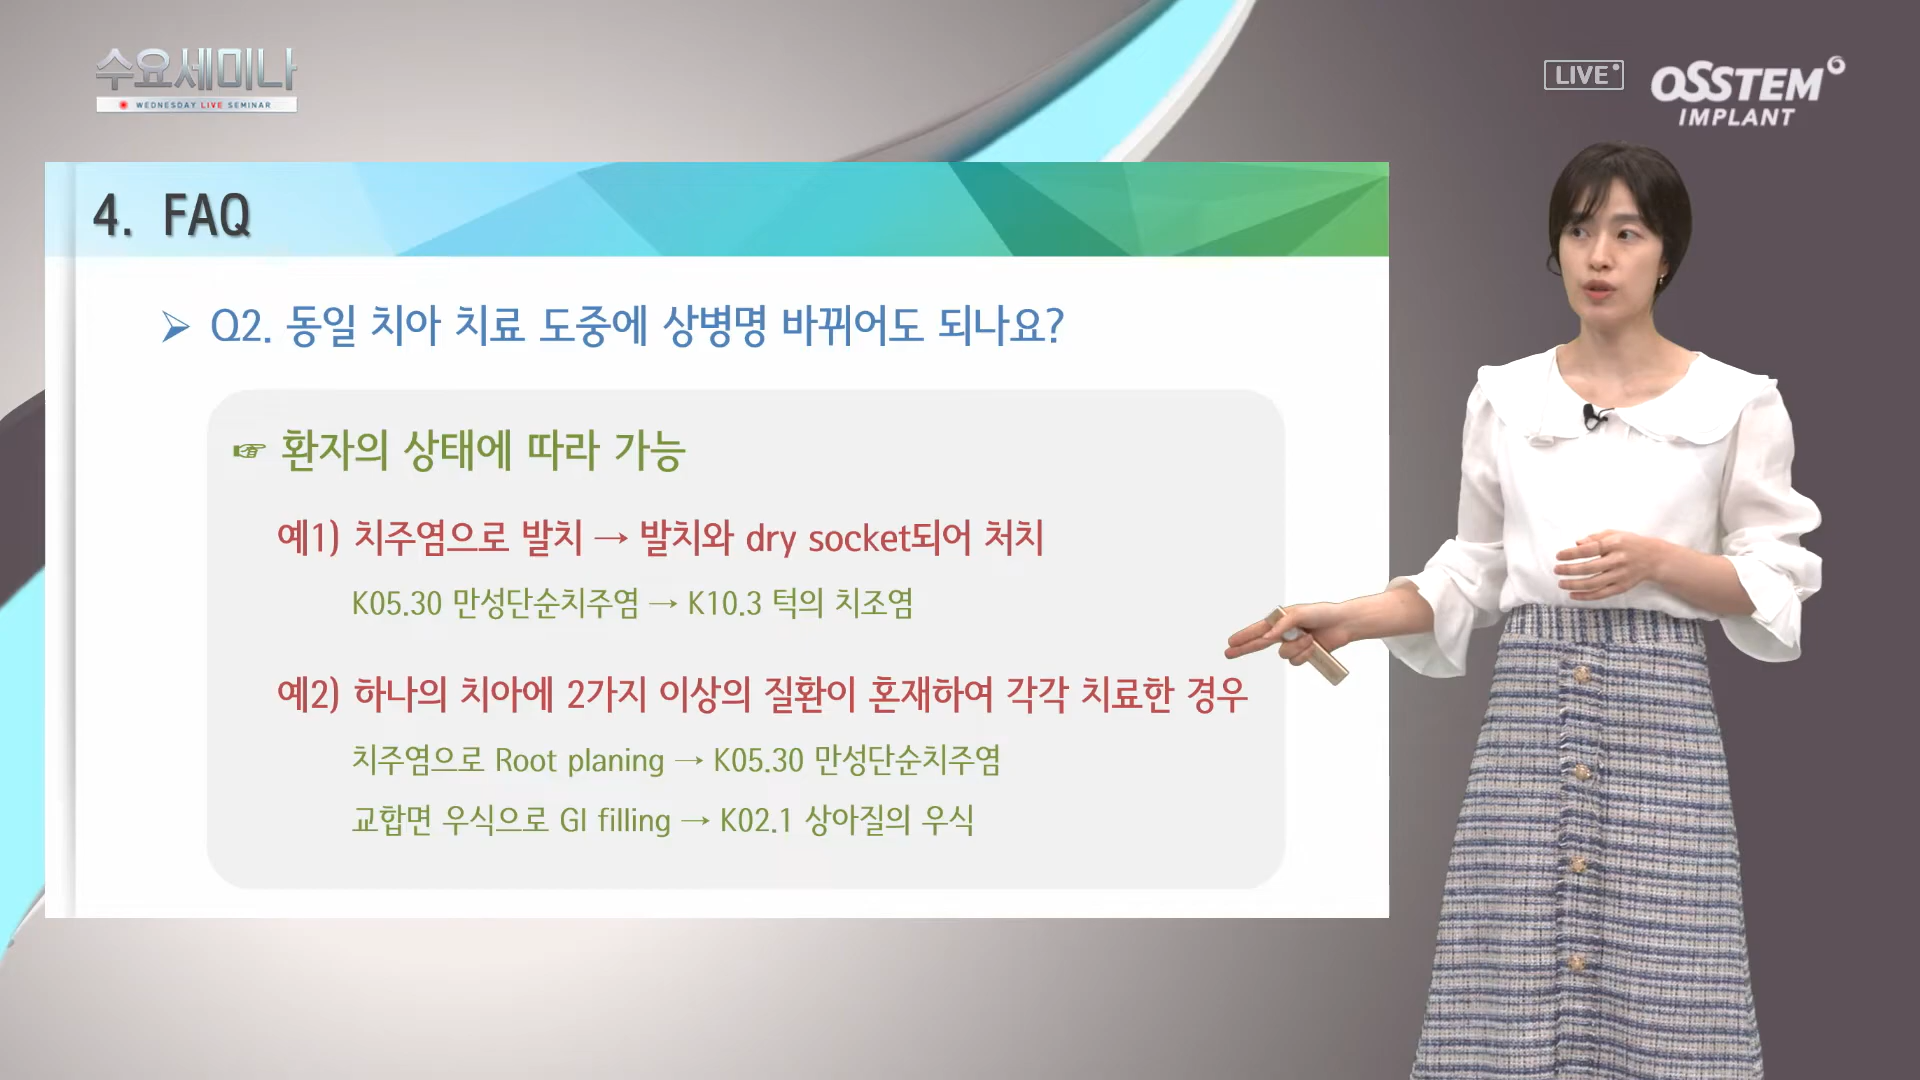 수요세미나
WEDNESDAY LIVE SEMINAR
LIVE
OSSTEM
IMPLANT
4. FAQ
➢ Q2. 동일 치아 치료 도중에 상병명 바뀌어도 되나요?
☞ 환자의 상태에 따라 가능
예1) 치주염으로 발치 → 발치와 dry socket되어 처치
K05.30 만성단순치주염 → K10.3 턱의 치조염
예2) 하나의 치아에 2가지 이상의 질환이 혼재하여 각각 치료한 경우
치주염으로 Root planing → K05.30 만성단순치주염
교합면 우식으로 GI filling → K02.1 상아질의 우식